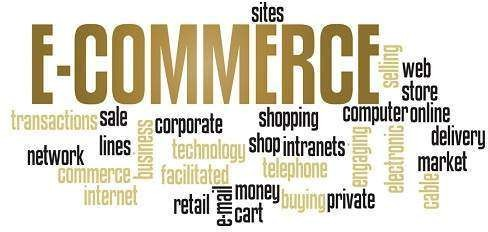 sites
E-COMMERCE
selling
web
store
transactions
sale
corporate
shopping
computer
online
lines
business
technology
shop
intranets
engaging
electronic
delivery
network
market
commerce
facilitated
telephone
cable
internet
retail
e-mail
money
cart
buying
private